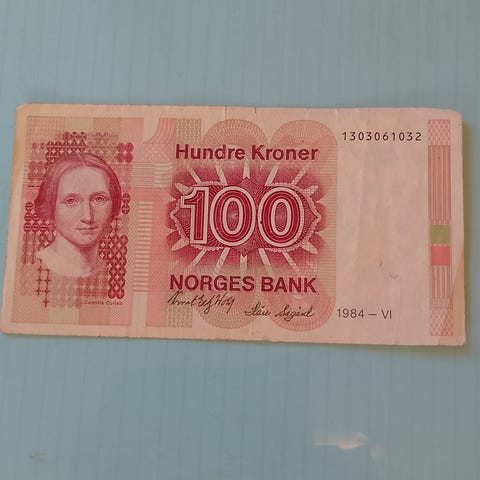 1303061032
Hundre Kroner
100
NORGES BANK
Camilla Collett
1984 – VI